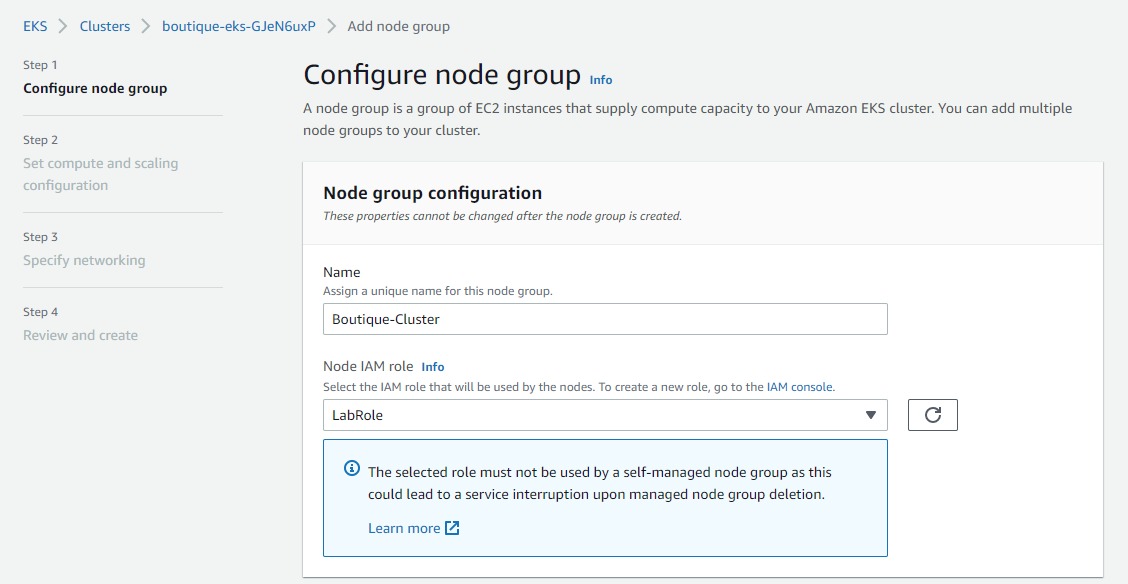 EKS > Clusters > boutique-eks-GJeN6uxP > Add node group
Step 1
Configure node group
Step 2
Set compute and scaling
configuration
Step 3
Specify networking
Step 4
Review and create
Configure node group Info
A node group is a group of EC2 instances that supply compute capacity to your Amazon EKS cluster. You can add multiple
node groups to your cluster.
Node group configuration
These properties cannot be changed after the node group is created.
Name
Assign a unique name for this node group.
Boutique-Cluster
Node IAM role Info
Select the IAM role that will be used by the nodes. To create a new role, go to the IAM console.
LabRole
The selected role must not be used by a self-managed node group as this
could lead to a service interruption upon managed node group deletion.
Learn more